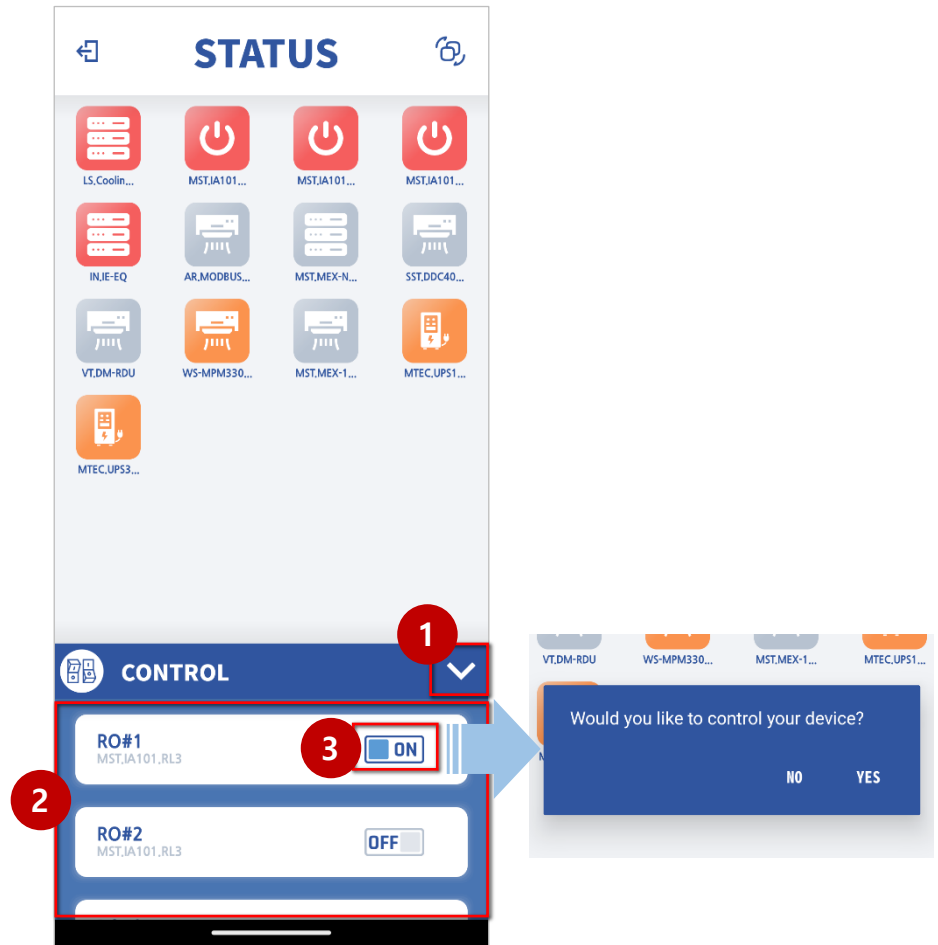 STATUS
LS,Coolin...
MST,IA101...
MST,IA101...
MST,IA101...
IN,IE-EQ
AR,MODBUS...
MST,MEX-N...
SST,DDC40...
VT,DM-RDU
WS-MPM330...
MST,MEX-1...
MTEC,UPS1...
MTEC,UPS3...
1
CONTROL
2
RO#1
MST,IA101,RL3
3
ON
RO#2
MST,IA101,RL3
OFF
VT,DM-RDU
WS-MPM330...
MST,MEX-1...
MTEC,UPS1...
Would you like to control your device?
NO
YES